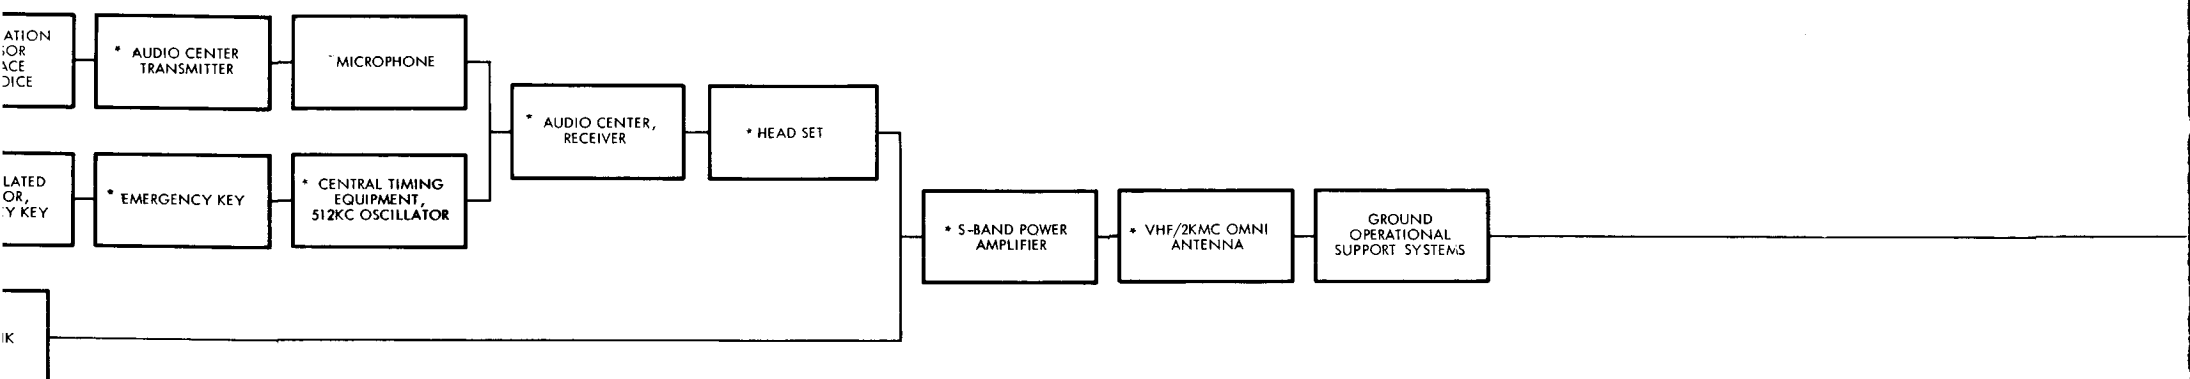 ATION
SOR
ACE
OICE
* AUDIO CENTER
TRANSMITTER
MICROPHONE
* AUDIO CENTER,
RECEIVER
* HEAD SET
LATED
OR,
Y KEY
* EMERGENCY KEY
* CENTRAL TIMING
EQUIPMENT,
512KC OSCILLATOR
* S-BAND POWER
AMPLIFIER
* VHF/2KMC OMNI
ANTENNA
GROUND
OPERATIONAL
SUPPORT SYSTEMS
IK